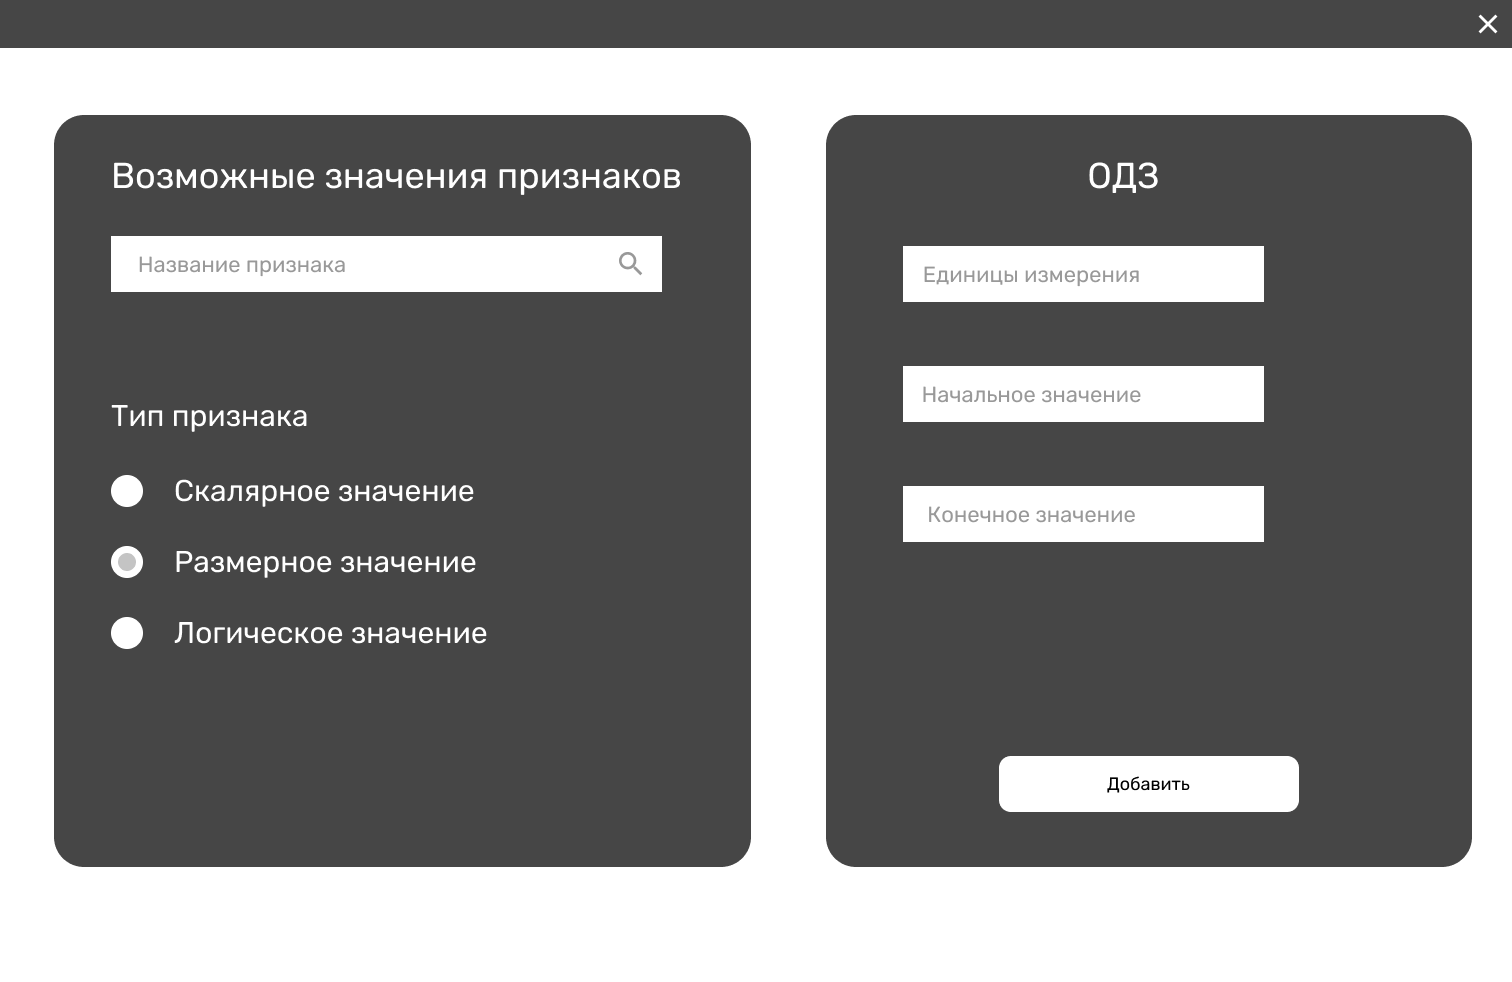 Возможные значения признаков
Название признака
Тип признака
Скалярное значение
Размерное значение
Логическое значение
ОДЗ
Единицы измерения
Начальное значение
Конечное значение
Добавить